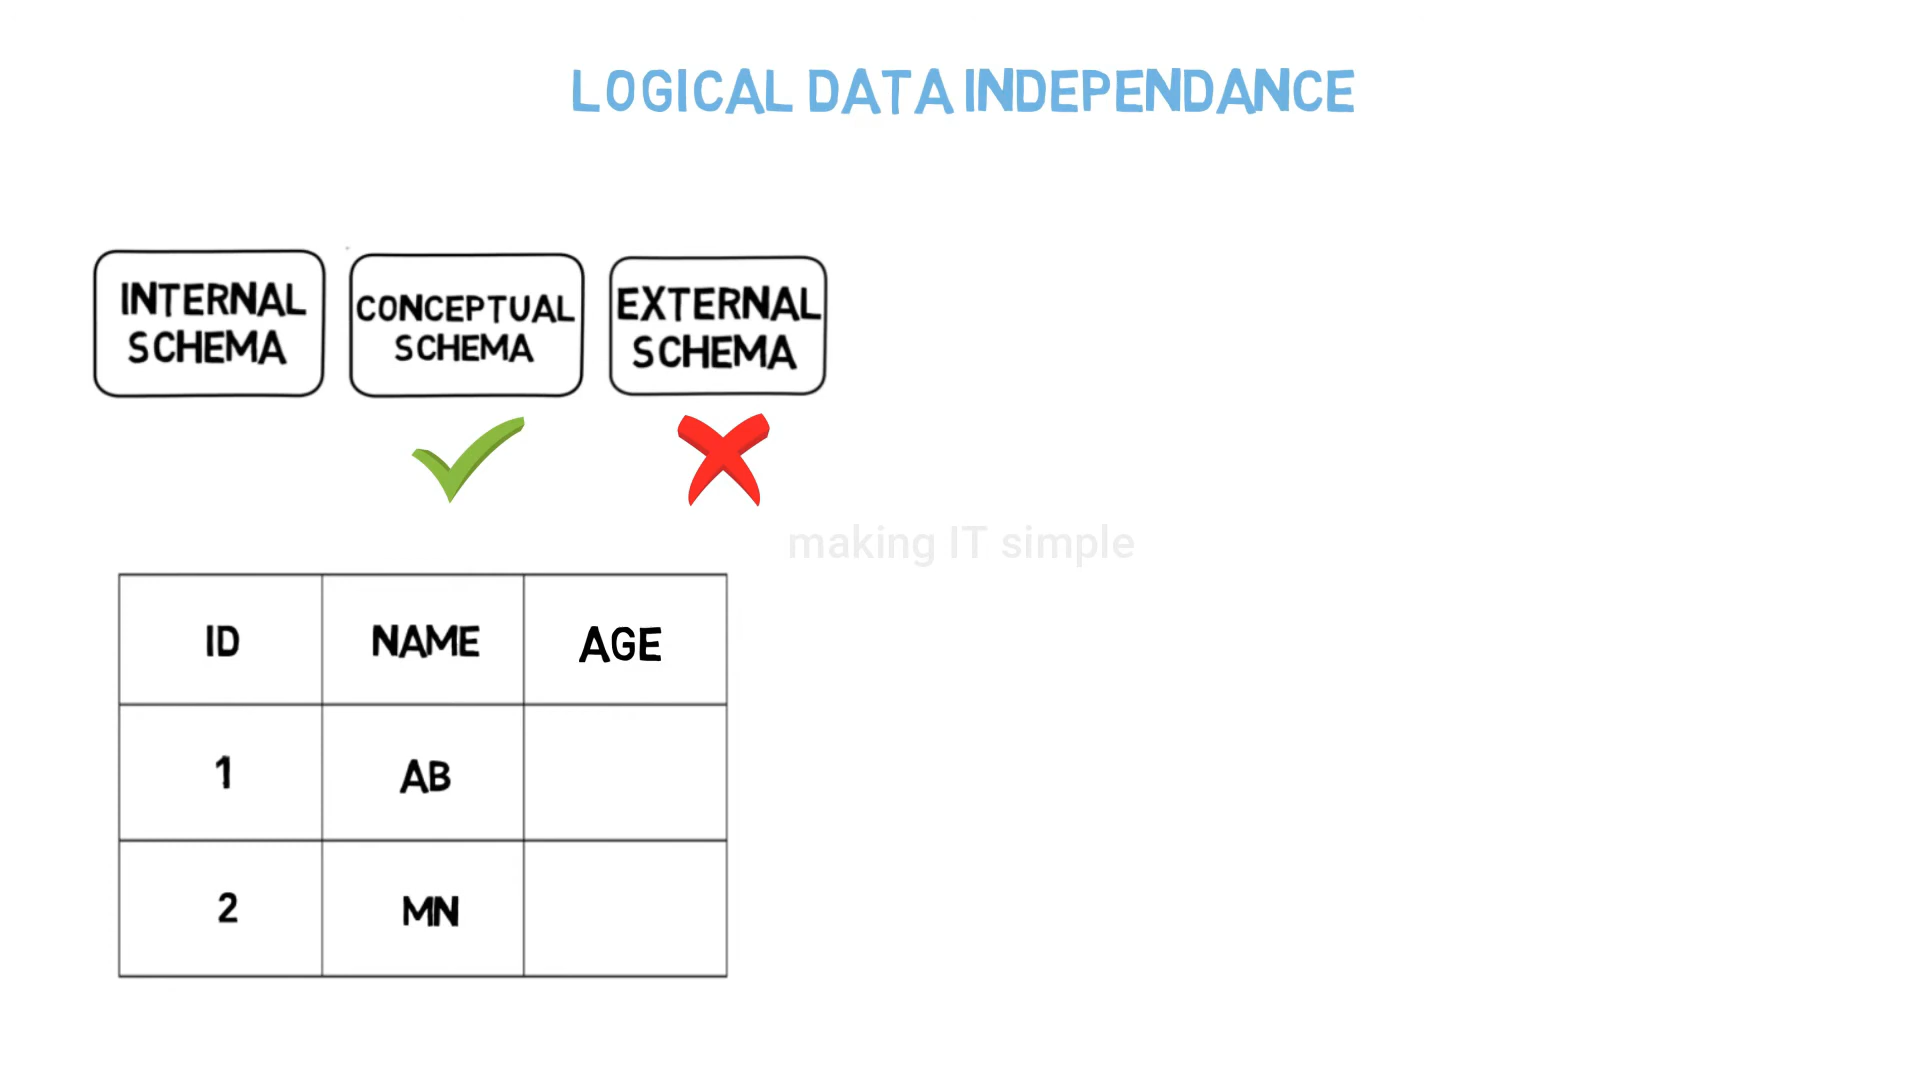 LOGICAL DATA INDEPENDANCE
INTERNAL
SCHEMA
CONCEPTUAL
SCHEMA
EXTERNAL
SCHEMA
making IT simple
ID NAME AGE
1 AB
2 MN